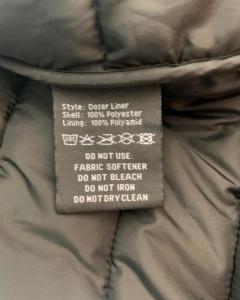 Style: Dozer Liner
Shell: 100% Polyester
Lining: 100% Polyamid
DO NOT USE:
FABRIC SOFTENER
DO NOT BLEACH
DO NOT IRON
DO NOT DRY CLEAN